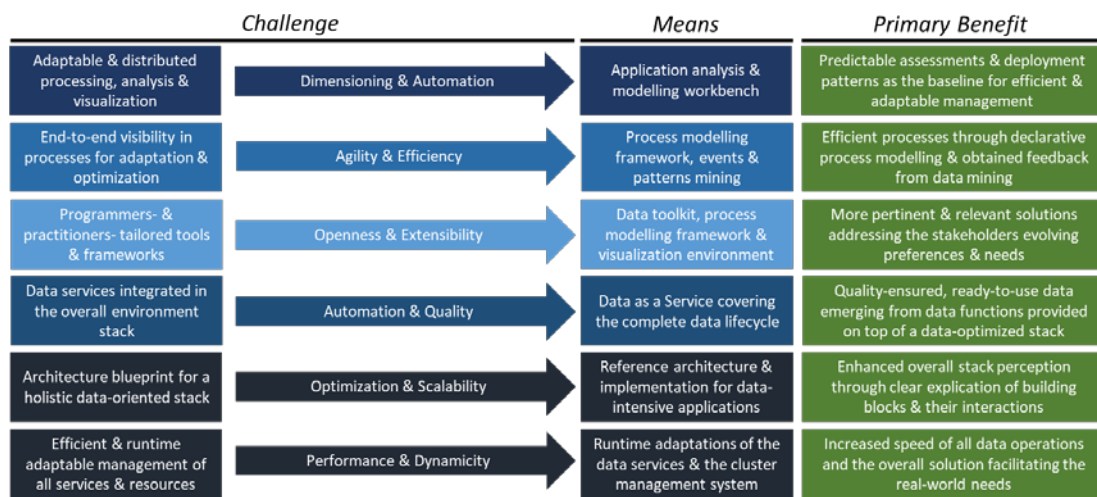 Challenge
Means
Primary Benefit
Adaptable & distributed
processing, analysis &
visualization
Dimensioning & Automation
Application analysis &
modelling workbench
Predictable assessments & deployment
patterns as the baseline for efficient &
adaptable management
End-to-end visibility in
processes for adaptation &
optimization
Agility & Efficiency
Process modelling
framework, events &
patterns mining
Efficient processes through declarative
process modelling & obtained feedback
from data mining
Programmers- &
practitioners- tailored tools
& frameworks
Openness & Extensibility
Data toolkit, process
modelling framework &
visualization environment
More pertinent & relevant solutions
addressing the stakeholders evolving
preferences & needs
Data services integrated in
the overall environment
stack
Automation & Quality
Data as a Service covering
the complete data lifecycle
Quality-ensured, ready-to-use data
emerging from data functions provided
on top of a data-optimized stack
Architecture blueprint for a
holistic data-oriented stack
Optimization & Scalability
Reference architecture &
implementation for data-
intensive applications
Enhanced overall stack perception
through clear explication of building
blocks & their interactions
Efficient & runtime
adaptable management of
all services & resources
Performance & Dynamicity
Runtime adaptations of the
data services & the cluster
management system
Increased speed of all data operations
and the overall solution facilitating the
real-world needs